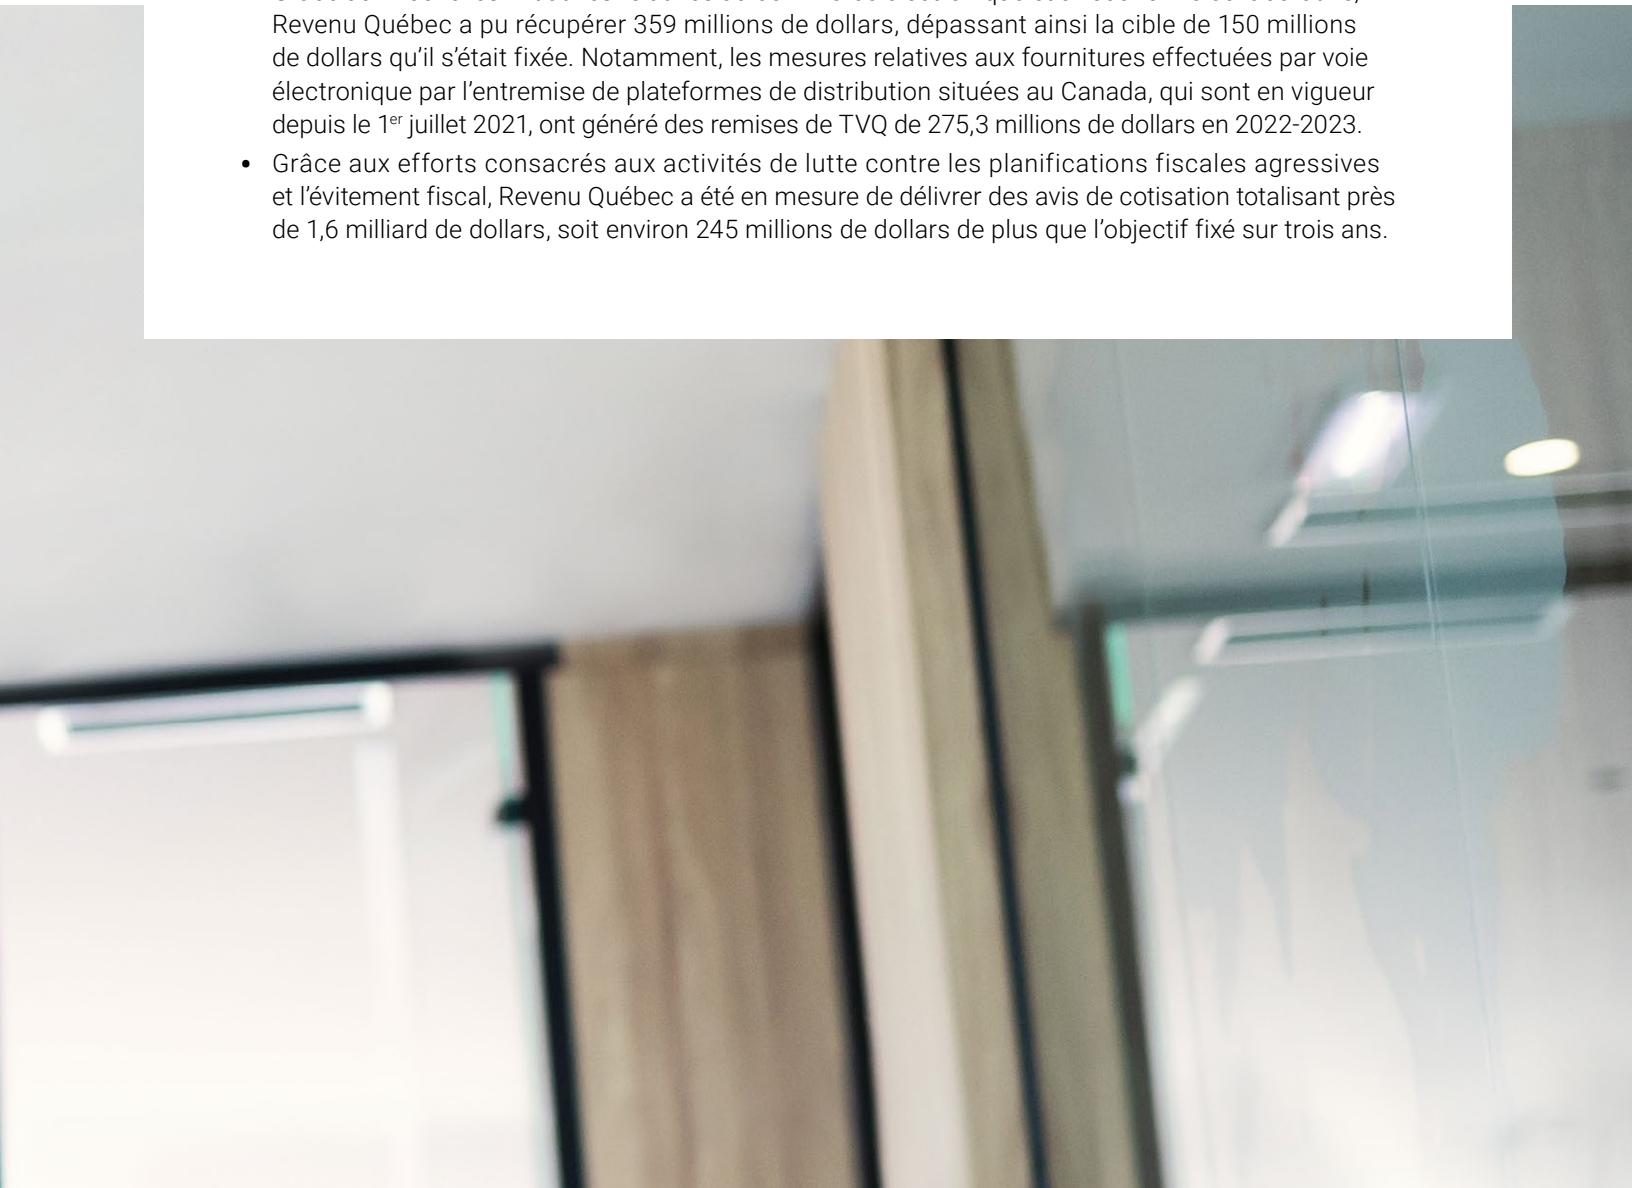 Revenu Québec a pu récupérer 359 millions de dollars, dépassant ainsi la cible de 150 millions
de dollars qu’il s’était fixée. Notamment, les mesures relatives aux fournitures effectuées par voie
électronique par l’entremise de plateformes de distribution situées au Canada, qui sont en vigueur
depuis le 1er juillet 2021, ont généré des remises de TVQ de 275,3 millions de dollars en 2022-2023.
• Grâce aux efforts consacrés aux activités de lutte contre les planifications fiscales agressives
et l’évitement fiscal, Revenu Québec a été en mesure de délivrer des avis de cotisation totalisant près
de 1,6 milliard de dollars, soit environ 245 millions de dollars de plus que l’objectif fixé sur trois ans.